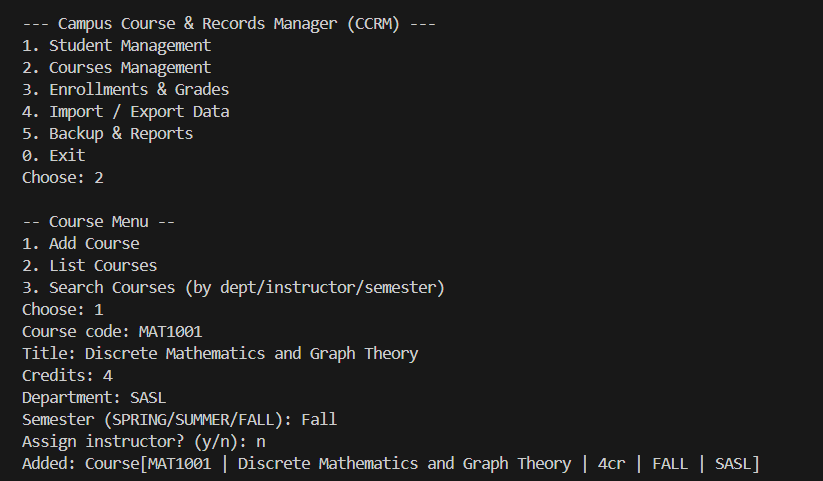 --- Campus Course & Records Manager (CCRM) ---
1. Student Management
2. Courses Management
3. Enrollments & Grades
4. Import / Export Data
5. Backup & Reports
0. Exit
Choose: 2
-- Course Menu --
1. Add Course
2. List Courses
3. Search Courses (by dept/instructor/semester)
Choose: 1
Course code: MAT1001
Title: Discrete Mathematics and Graph Theory
Credits: 4
Department: SASL
Semester (SPRING/SUMMER/FALL): Fall
Assign instructor? (y/n): n
Added: Course[MAT1001 | Discrete Mathematics and Graph Theory | 4cr | FALL | SASL]